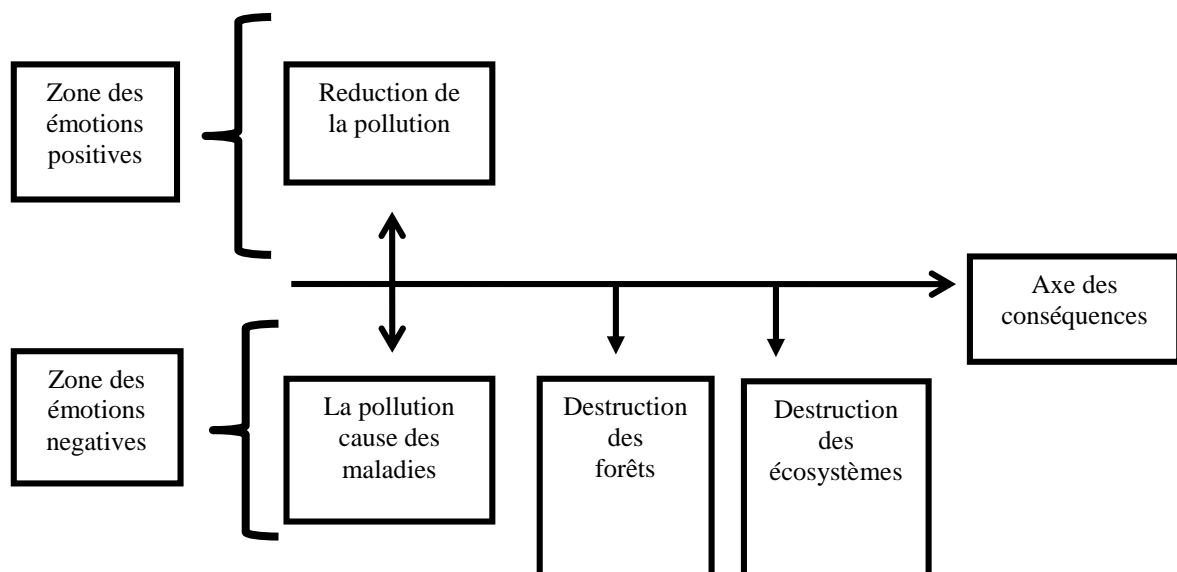 Zone des
émotions
positives
Reduction de
la pollution
Axe des
conséquences
Zone des
émotions
negatives
La pollution
cause des
maladies
Destruction
des
forêts
Destruction
des
écosystèmes